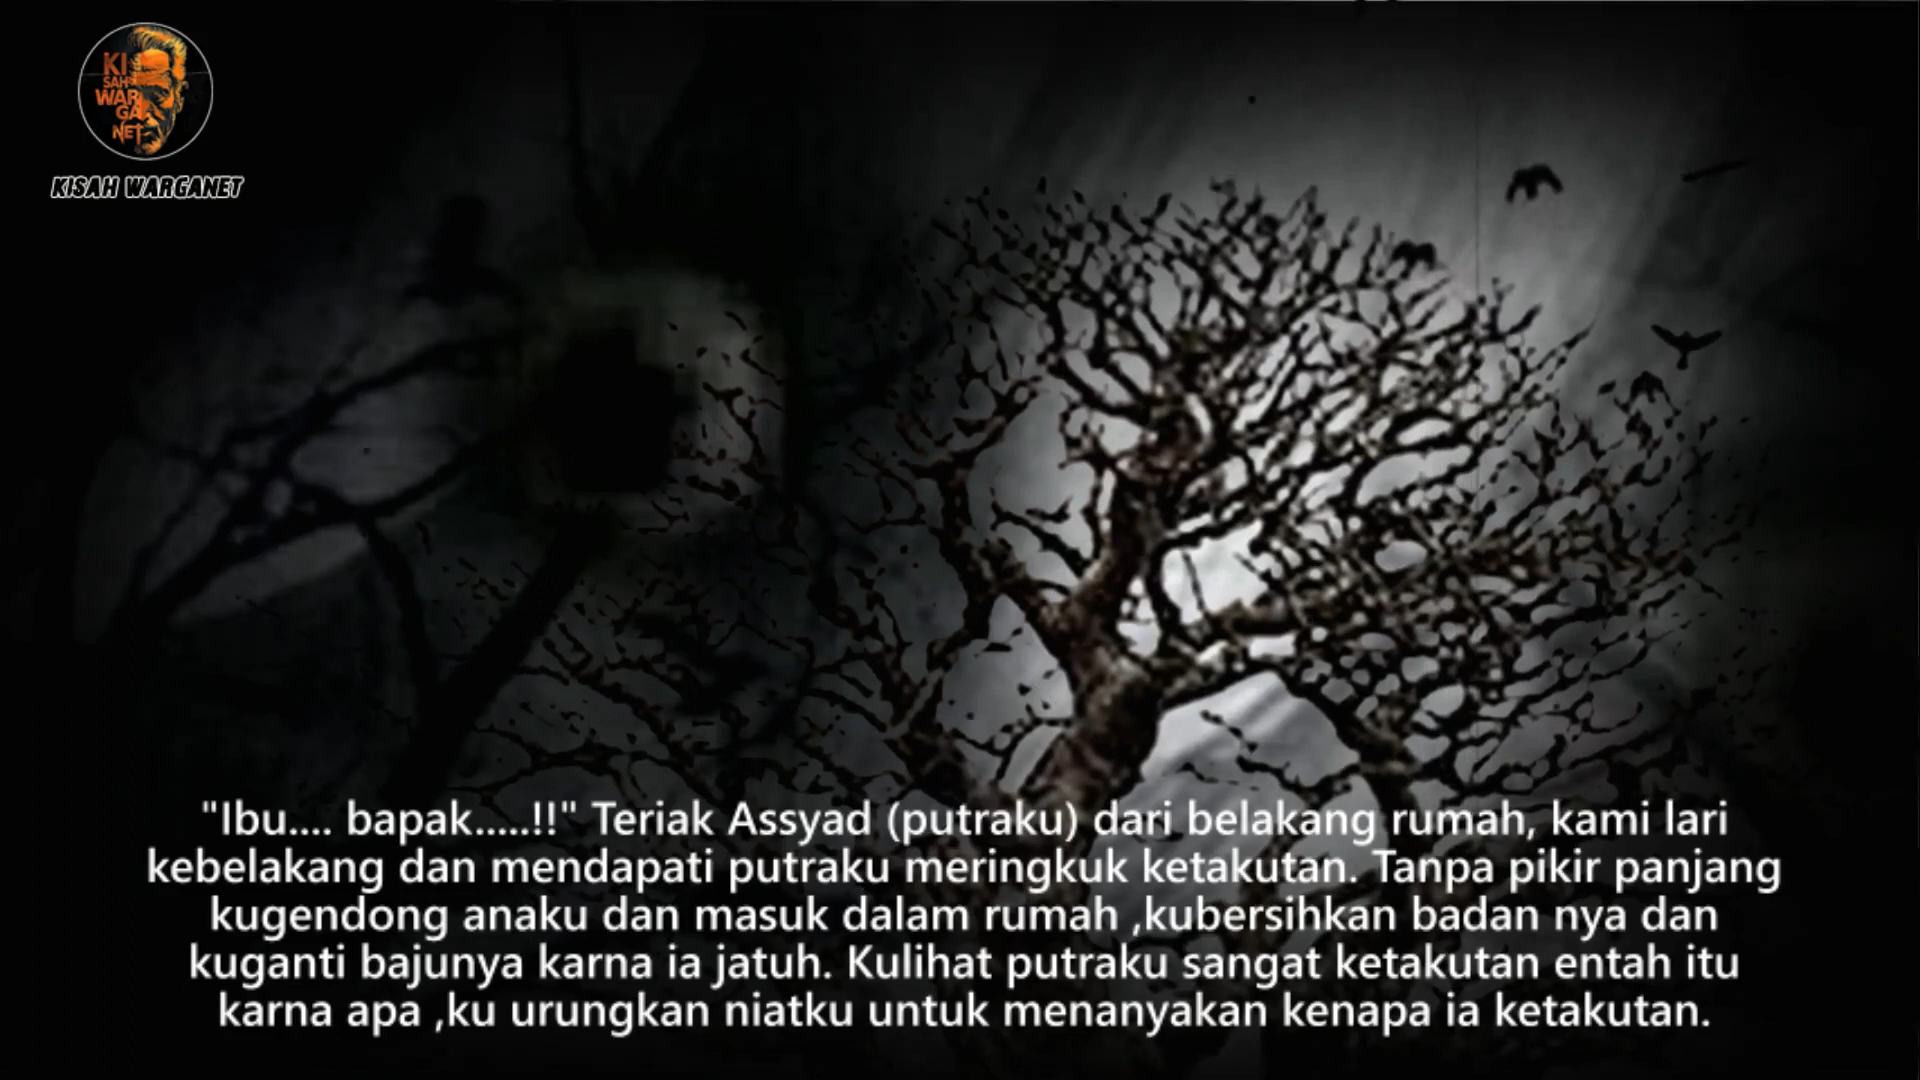 KI
SAH
WAR
GA
NET
KISAH WARGANET
"Ibu.... bapak.....!!" Teriak Assyad (putraku) dari belakang rumah, kami lari
kebelakang dan mendapati putraku meringkuk ketakutan. Tanpa pikir panjang
kugendong anaku dan masuk dalam rumah ,kubersihkan badan nya dan
kuganti bajunya karna ia jatuh. Kulihat putraku sangat ketakutan entah itu
karna apa ,ku urungkan niatku untuk menanyakan kenapa ia ketakutan.